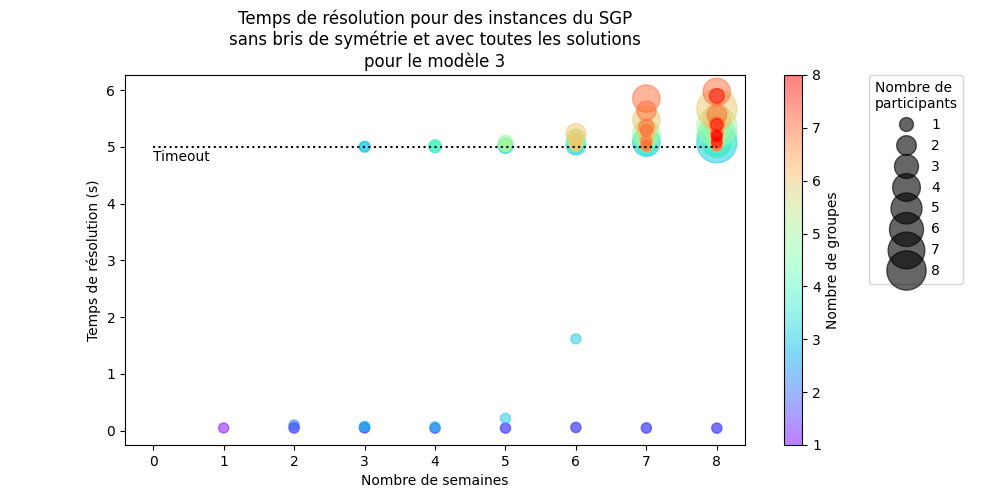 Temps de résolution pour des instances du SGP
sans bris de symétrie et avec toutes les solutions
pour le modèle 3
Temps de résolution (s)
6
5
4
3
2
1
0
Timeout
0 1 2 3 4 5 6 7 8
Nombre de semaines
8
7
6
5
4
3
2
1
Nombre de groupes
Nombre de
participants
1
2
3
4
5
6
7
8